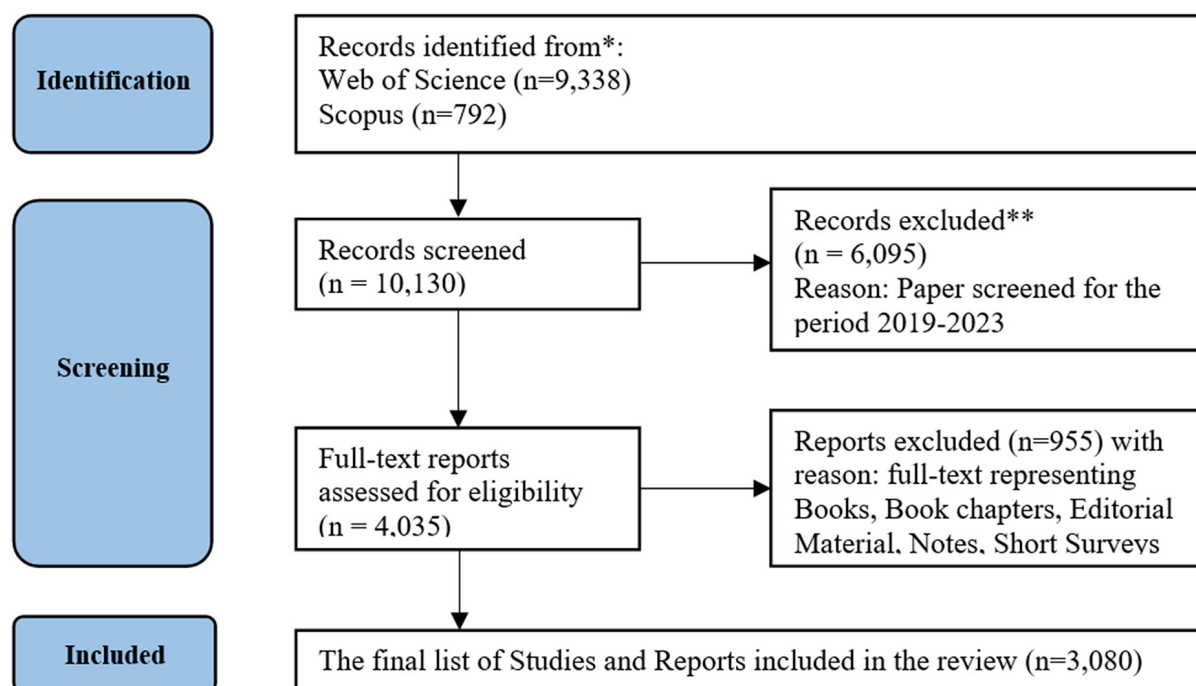 Identification
Records identified from*:
Web of Science (n=9,338)
Scopus (n=792)
Screening
Records screened
(n = 10,130)
Records excluded**
(n = 6,095)
Reason: Paper screened for the
period 2019-2023
Full-text reports
assessed for eligibility
(n = 4,035)
Reports excluded (n=955) with
reason: full-text representing
Books, Book chapters, Editorial
Material, Notes, Short Surveys
Included
The final list of Studies and Reports included in the review (n=3,080)